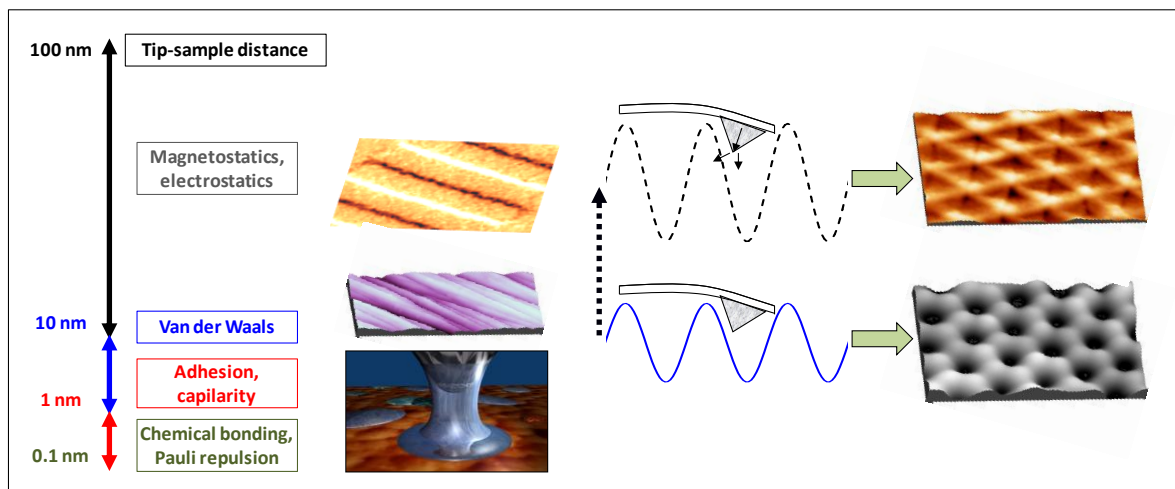 100 nm
Tip-sample distance
Magnetostatics,
electrostatics
10 nm
Van der Waals
Adhesion,
capilarity
1 nm
Chemical bonding,
Pauli repulsion
0.1 nm